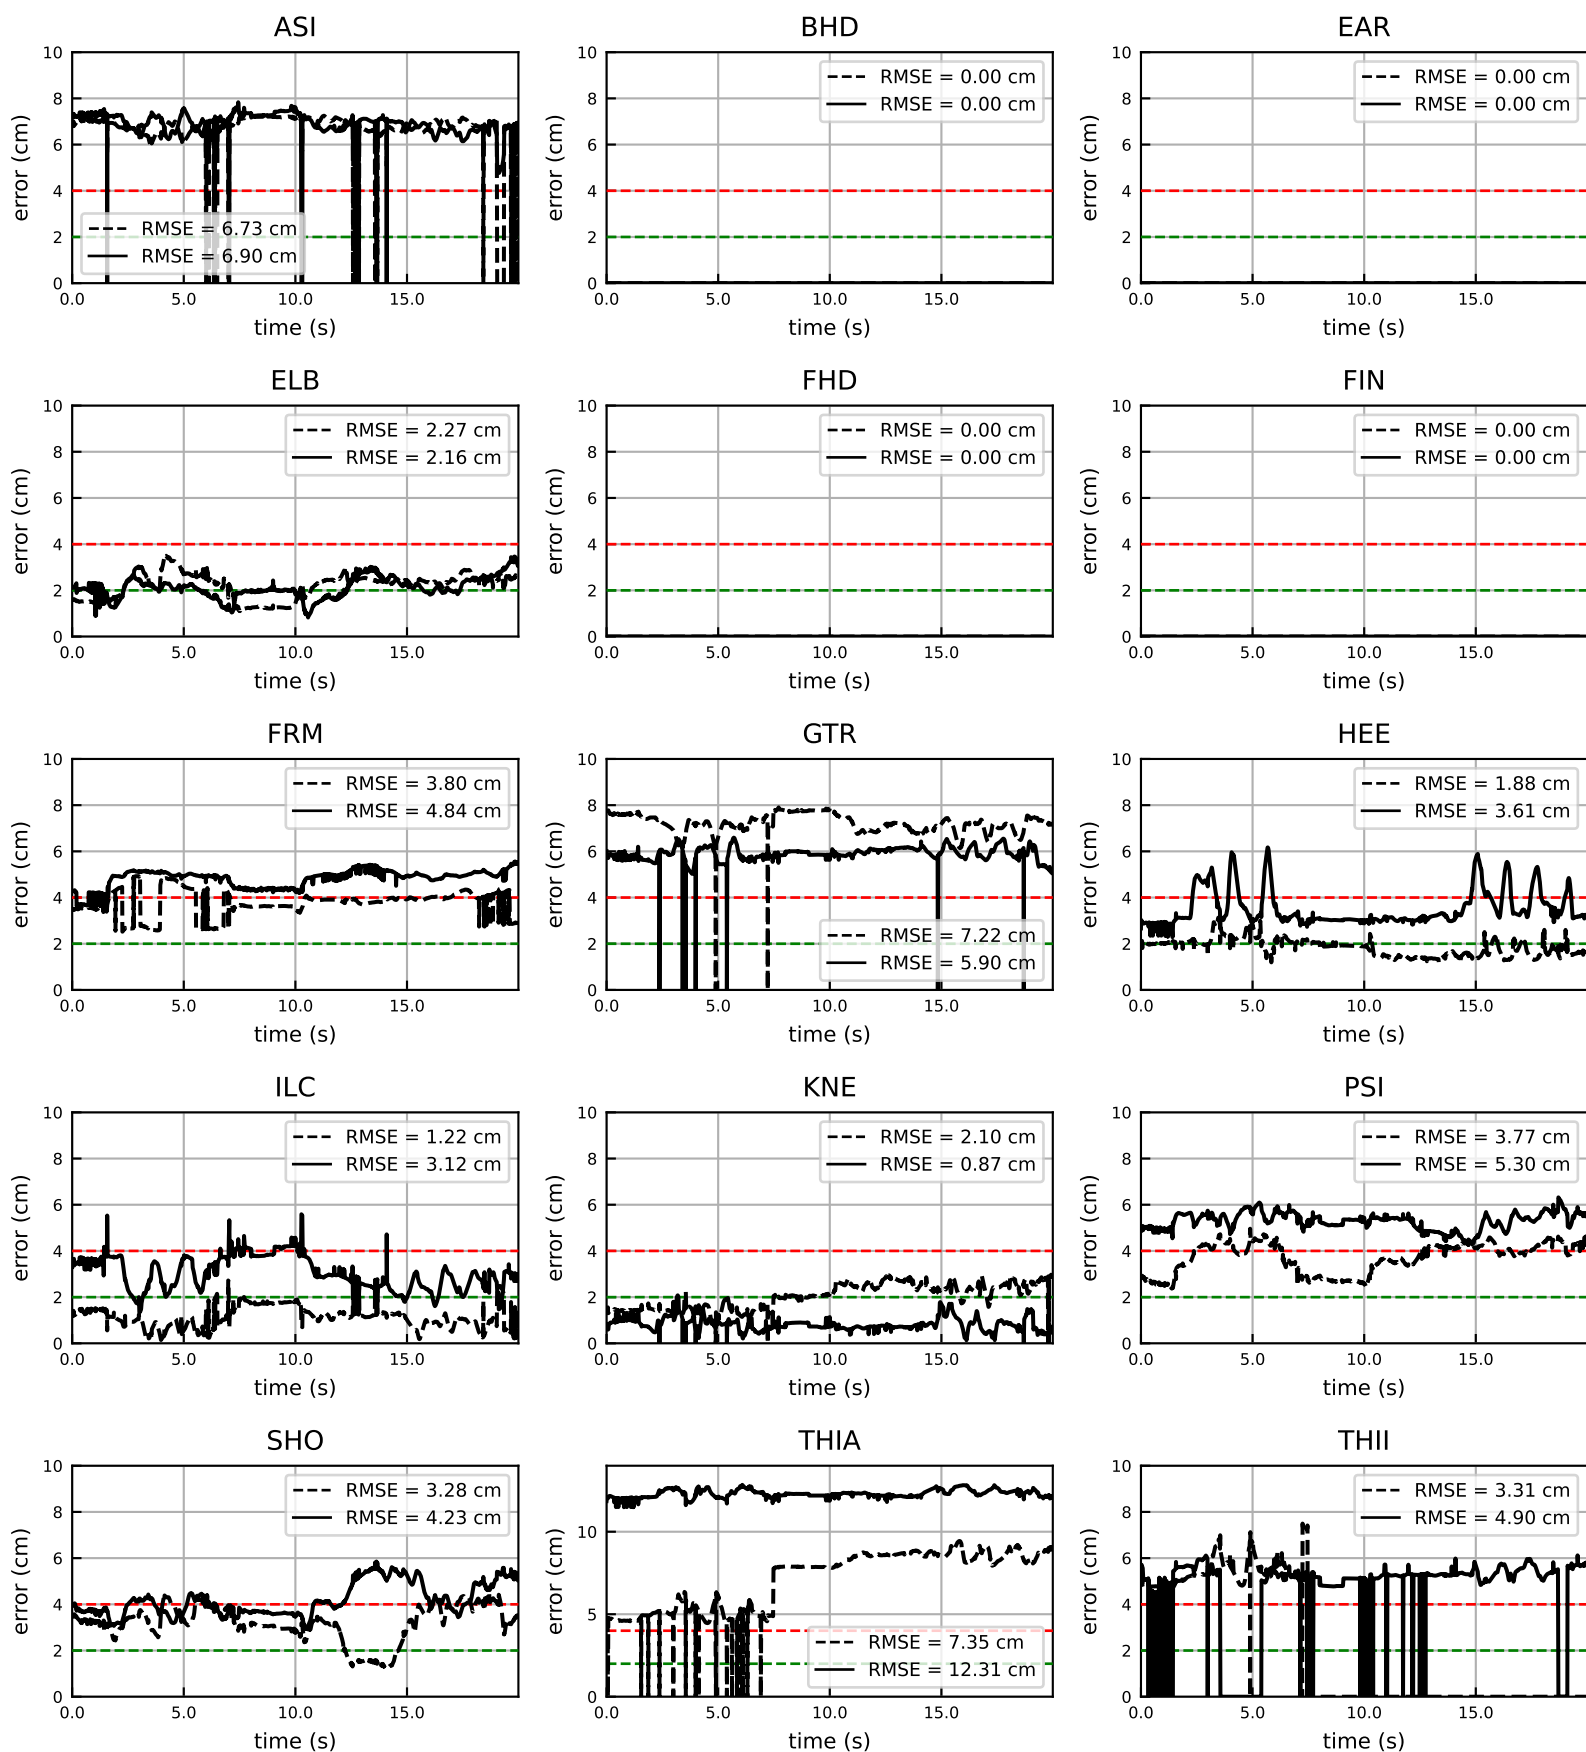 ASI
BHD
EAR
10
8
6
4
2
0
error (cm)
RMSE = 6.73 cm
RMSE = 6.90 cm
0.0 5.0 10.0 15.0
time (s)
10
8
6
4
2
0
error (cm)
RMSE = 0.00 cm
RMSE = 0.00 cm
0.0 5.0 10.0 15.0
time (s)
10
8
6
4
2
0
error (cm)
RMSE = 0.00 cm
RMSE = 0.00 cm
0.0 5.0 10.0 15.0
time (s)
ELB
FHD
FIN
10
8
6
4
2
0
error (cm)
RMSE = 2.27 cm
RMSE = 2.16 cm
0.0 5.0 10.0 15.0
time (s)
10
8
6
4
2
0
error (cm)
RMSE = 0.00 cm
RMSE = 0.00 cm
0.0 5.0 10.0 15.0
time (s)
10
8
6
4
2
0
error (cm)
RMSE = 0.00 cm
RMSE = 0.00 cm
0.0 5.0 10.0 15.0
time (s)
FRM
GTR
HEE
10
8
6
4
2
0
error (cm)
RMSE = 3.80 cm
RMSE = 4.84 cm
0.0 5.0 10.0 15.0
time (s)
10
8
6
4
2
0
error (cm)
RMSE = 7.22 cm
RMSE = 5.90 cm
0.0 5.0 10.0 15.0
time (s)
10
8
6
4
2
0
error (cm)
RMSE = 1.88 cm
RMSE = 3.61 cm
0.0 5.0 10.0 15.0
time (s)
ILC
KNE
PSI
10
8
6
4
2
0
error (cm)
RMSE = 1.22 cm
RMSE = 3.12 cm
0.0 5.0 10.0 15.0
time (s)
10
8
6
4
2
0
error (cm)
RMSE = 2.10 cm
RMSE = 0.87 cm
0.0 5.0 10.0 15.0
time (s)
10
8
6
4
2
0
error (cm)
RMSE = 3.77 cm
RMSE = 5.30 cm
0.0 5.0 10.0 15.0
time (s)
SHO
THIA
THII
10
8
6
4
2
0
error (cm)
RMSE = 3.28 cm
RMSE = 4.23 cm
0.0 5.0 10.0 15.0
time (s)
10
5
0
error (cm)
RMSE = 7.35 cm
RMSE = 12.31 cm
0.0 5.0 10.0 15.0
time (s)
10
8
6
4
2
0
error (cm)
RMSE = 3.31 cm
RMSE = 4.90 cm
0.0 5.0 10.0 15.0
time (s)